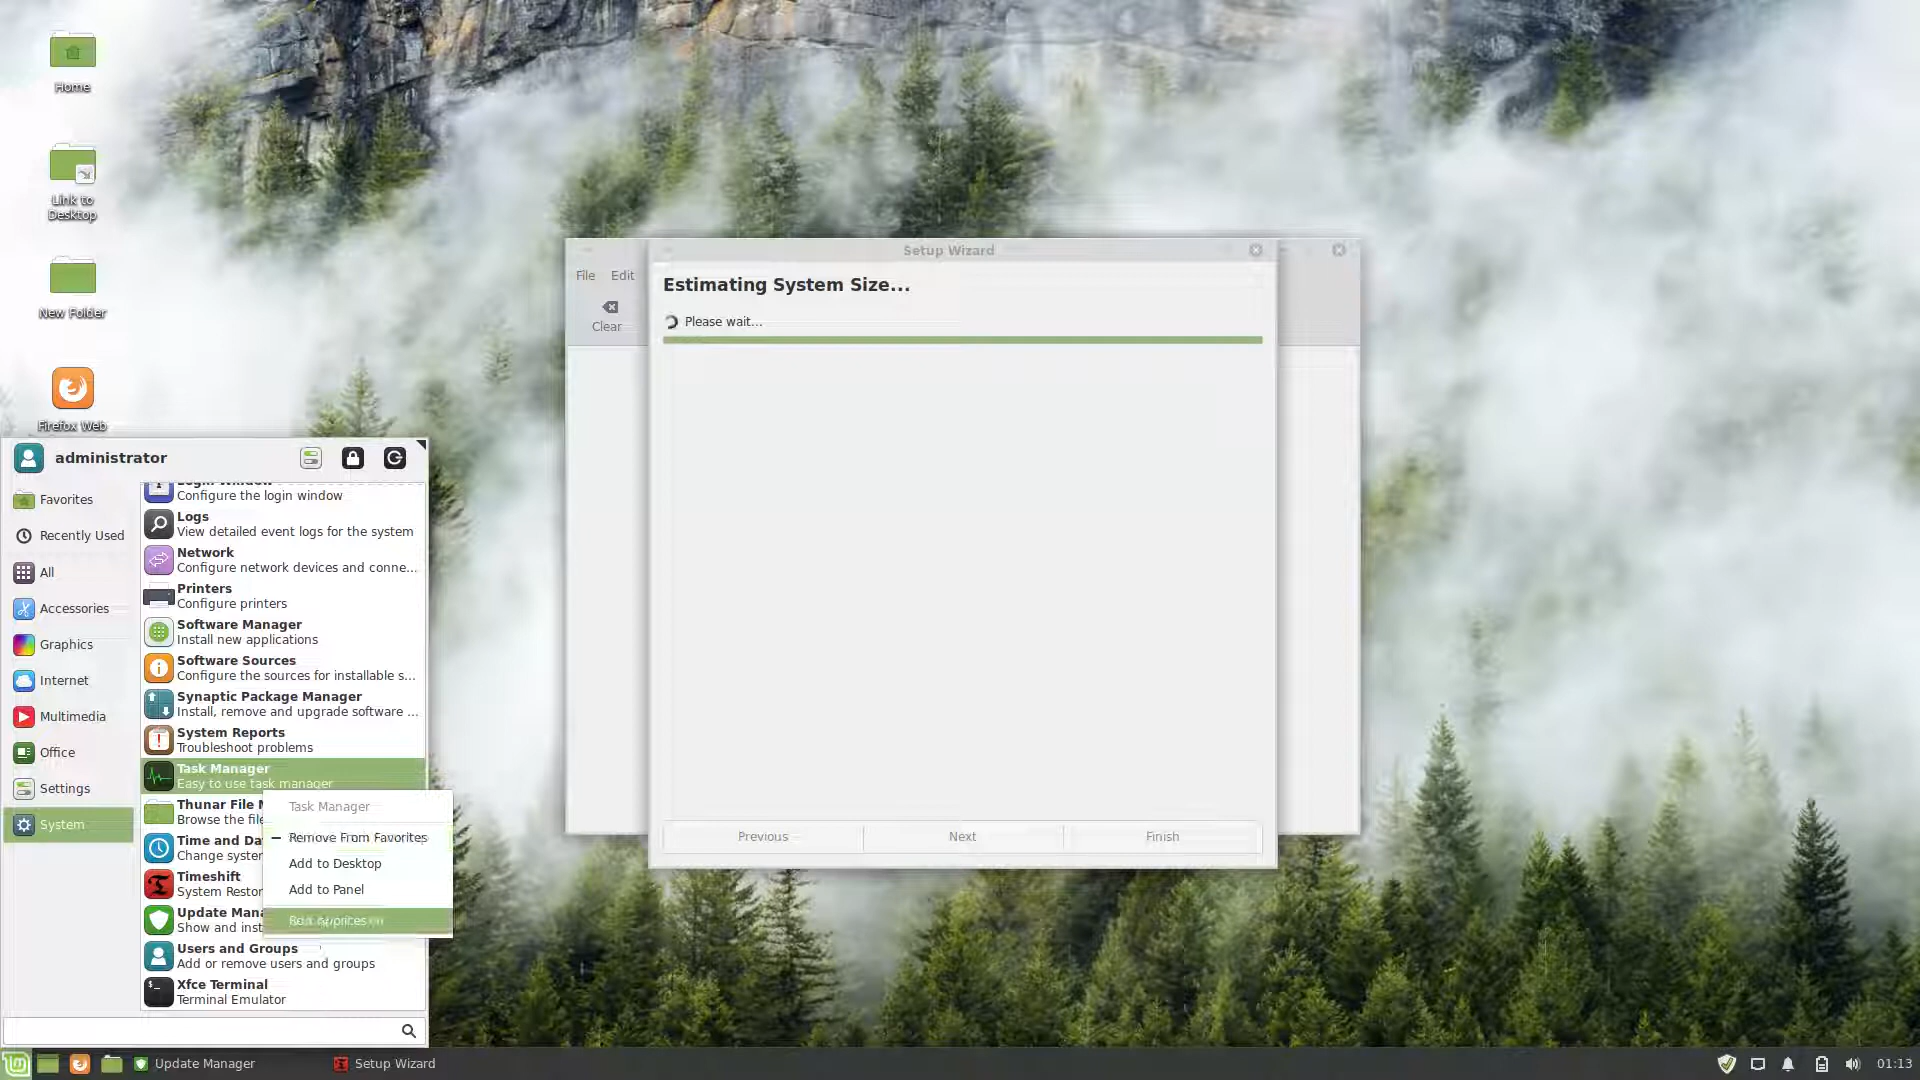 Home
Link to
Desktop
New Folder
Firefox Web
Setup Wizard
File Edit
Clear
Estimating System Size...
Please wait...
Previous
Next
Finish
administrator
Favorites
Recently Used
All
Accessories
Graphics
Internet
Multimedia
Office
Settings
System
Login Window
Configure the login window
Logs
View detailed event logs for the system
Network
Configure network devices and conne...
Printers
Configure printers
Software Manager
Install new applications
Software Sources
Configure the sources for installable s...
Synaptic Package Manager
Install, remove and upgrade software ...
System Reports
Troubleshoot problems
Task Manager
Easy to use task manager
Thunar File
Browse the file
Time and Da
Change system
Timeshift
System Restor
Update Mana
Show and inst
Users and Groups
Add or remove users and groups
Xfce Terminal
Terminal Emulator
Task Manager
Remove From Favorites
Add to Desktop
Add to Panel
Update Manager
Setup Wizard
01:13